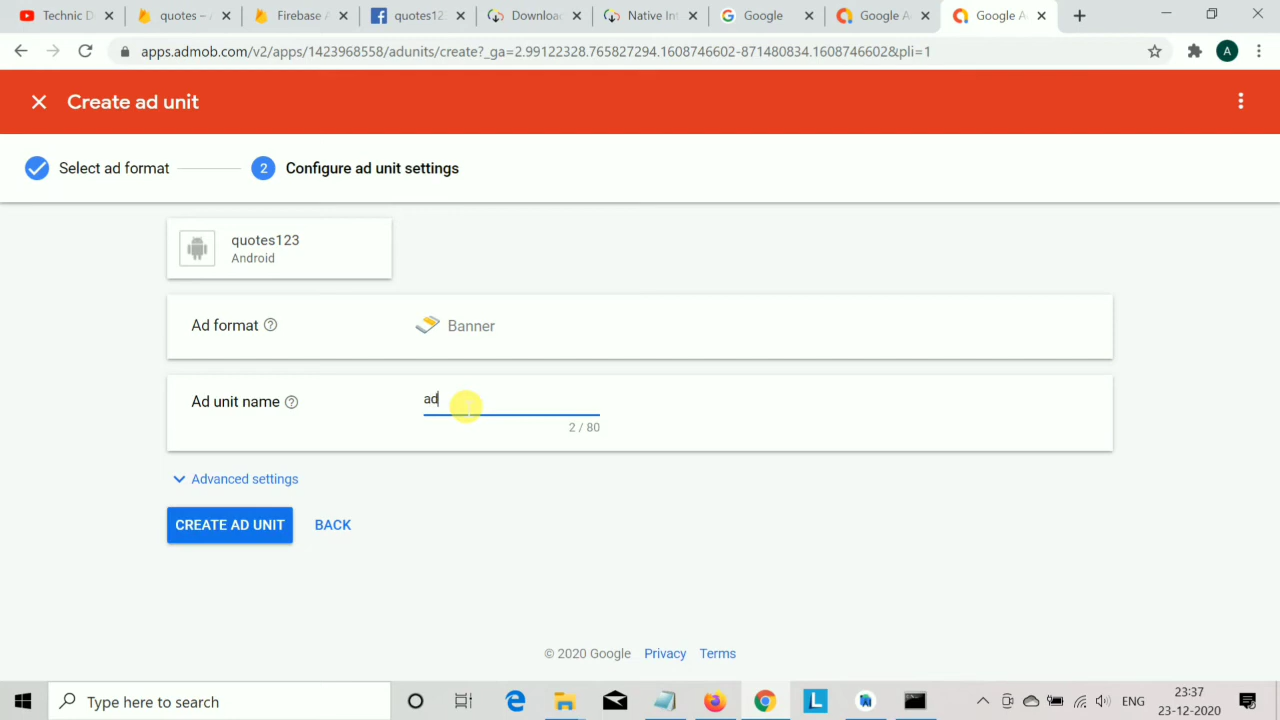 Technic D
quotes –
Firebase
quotes12
Downloa
Native In
Google
Google A
Google A
apps.admob.com/v2/apps/1423968558/adunits/create?_ga=2.99122328.765827294.1608746602-871480834.1608746602&pli=1
A
Create ad unit
Select ad format
2
Configure ad unit settings
quotes123
Android
Ad format
Banner
Ad unit name
ad
2 / 80
Advanced settings
CREATE AD UNIT
BACK
© 2020 Google Privacy Terms
Type here to search
L
ENG
23:37
23-12-2020